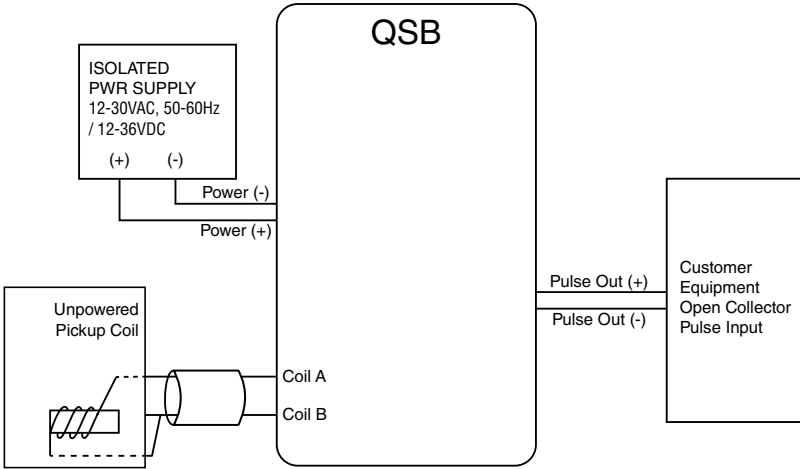 QSB
ISOLATED
PWR SUPPLY
12-30VAC, 50-60Hz
/ 12-36VDC
(+) (-)
Power (-)
Power (+)
Unpowered
Pickup Coil
Coil A
Coil B
Pulse Out (+)
Pulse Out (-)
Customer
Equipment
Open Collector
Pulse Input